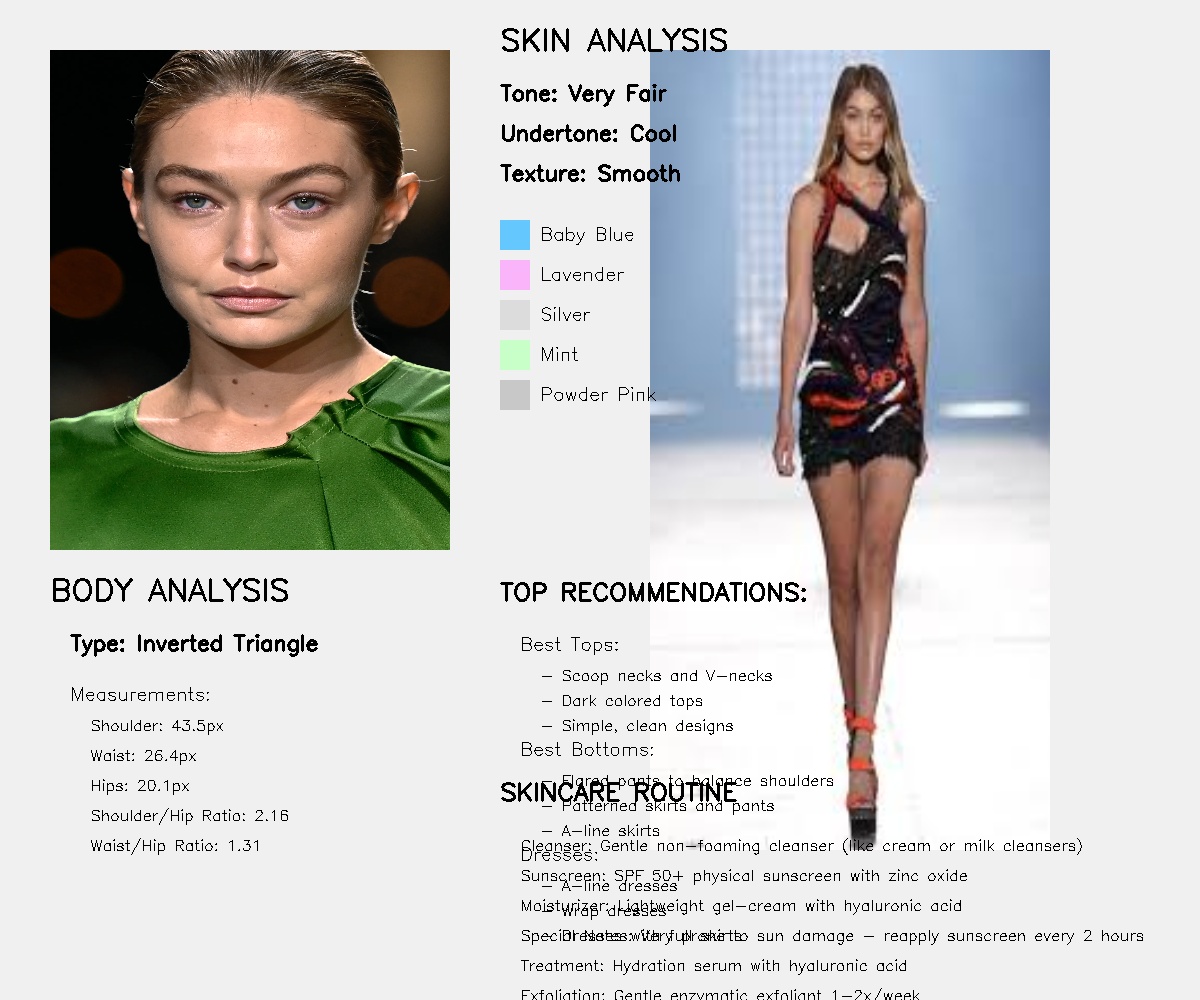 SKIN ANALYSIS
Tone: Very Fair
Undertone: Cool
Texture: Smooth
Baby Blue
Lavender
Silver
Mint
Powder Pink
BODY ANALYSIS
Type: Inverted Triangle
Measurements:
Shoulder: 43.5px
Waist: 26.4px
Hips: 20.1px
Shoulder/Hip Ratio: 2.16
Waist/Hip Ratio: 1.31
TOP RECOMMENDATIONS:
Best Tops:
- Scoop necks and V-necks
- Dark colored tops
- Simple, clean designs
Best Bottoms:
- Flared pants to balance shoulders
- Patterned skirts and pants
- A-line skirts
Dresses:
- A-line dresses
- Wrap dresses
- Dresses with full skirts
SKINCARE ROUTINE
Cleanser: Gentle non-foaming cleanser (like cream or milk cleansers)
Sunscreen: SPF 50+ physical sunscreen with zinc oxide
Moisturizer: Lightweight gel-cream with hyaluronic acid
Special Notes: Very prone to sun damage - reapply sunscreen every 2 hours
Treatment: Hydration serum with hyaluronic acid
Exfoliation: Gentle enzymatic exfoliant 1-2x/week